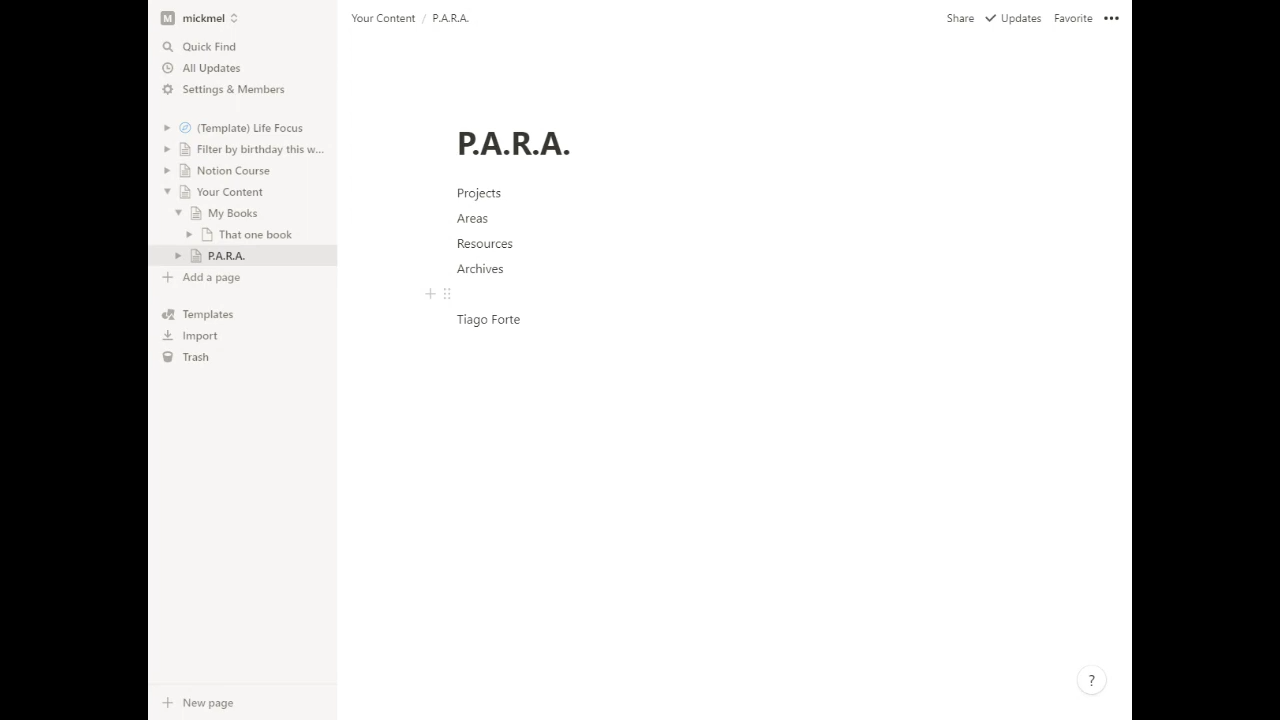 M mickmel
Quick Find
All Updates
Settings & Members
(Template) Life Focus
Filter by birthday this w...
Notion Course
Your Content
My Books
That one book
P.A.R.A.
Add a page
Templates
Import
Trash
New page
Your Content / P.A.R.A.
Share Updates Favorite
P.A.R.A.
Projects
Areas
Resources
Archives
Tiago Forte
?